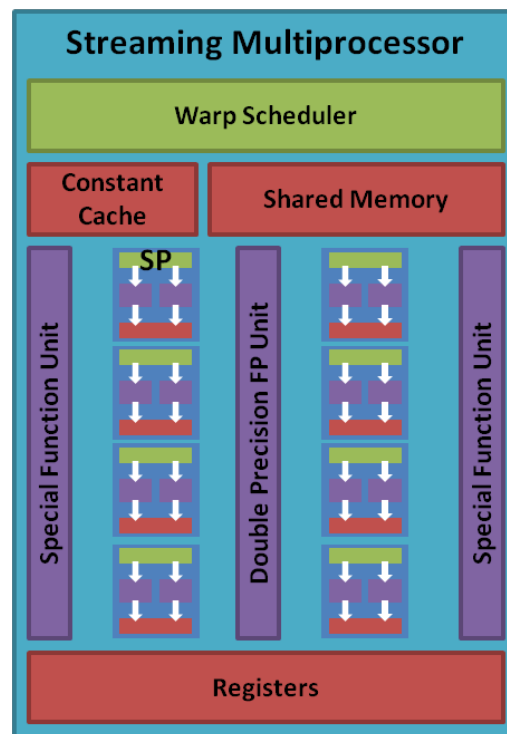 Streaming Multiprocessor
Warp Scheduler
Constant
Cache
Shared Memory
SP
Special Function Unit
Double Precision FP Unit
Special Function Unit
Registers